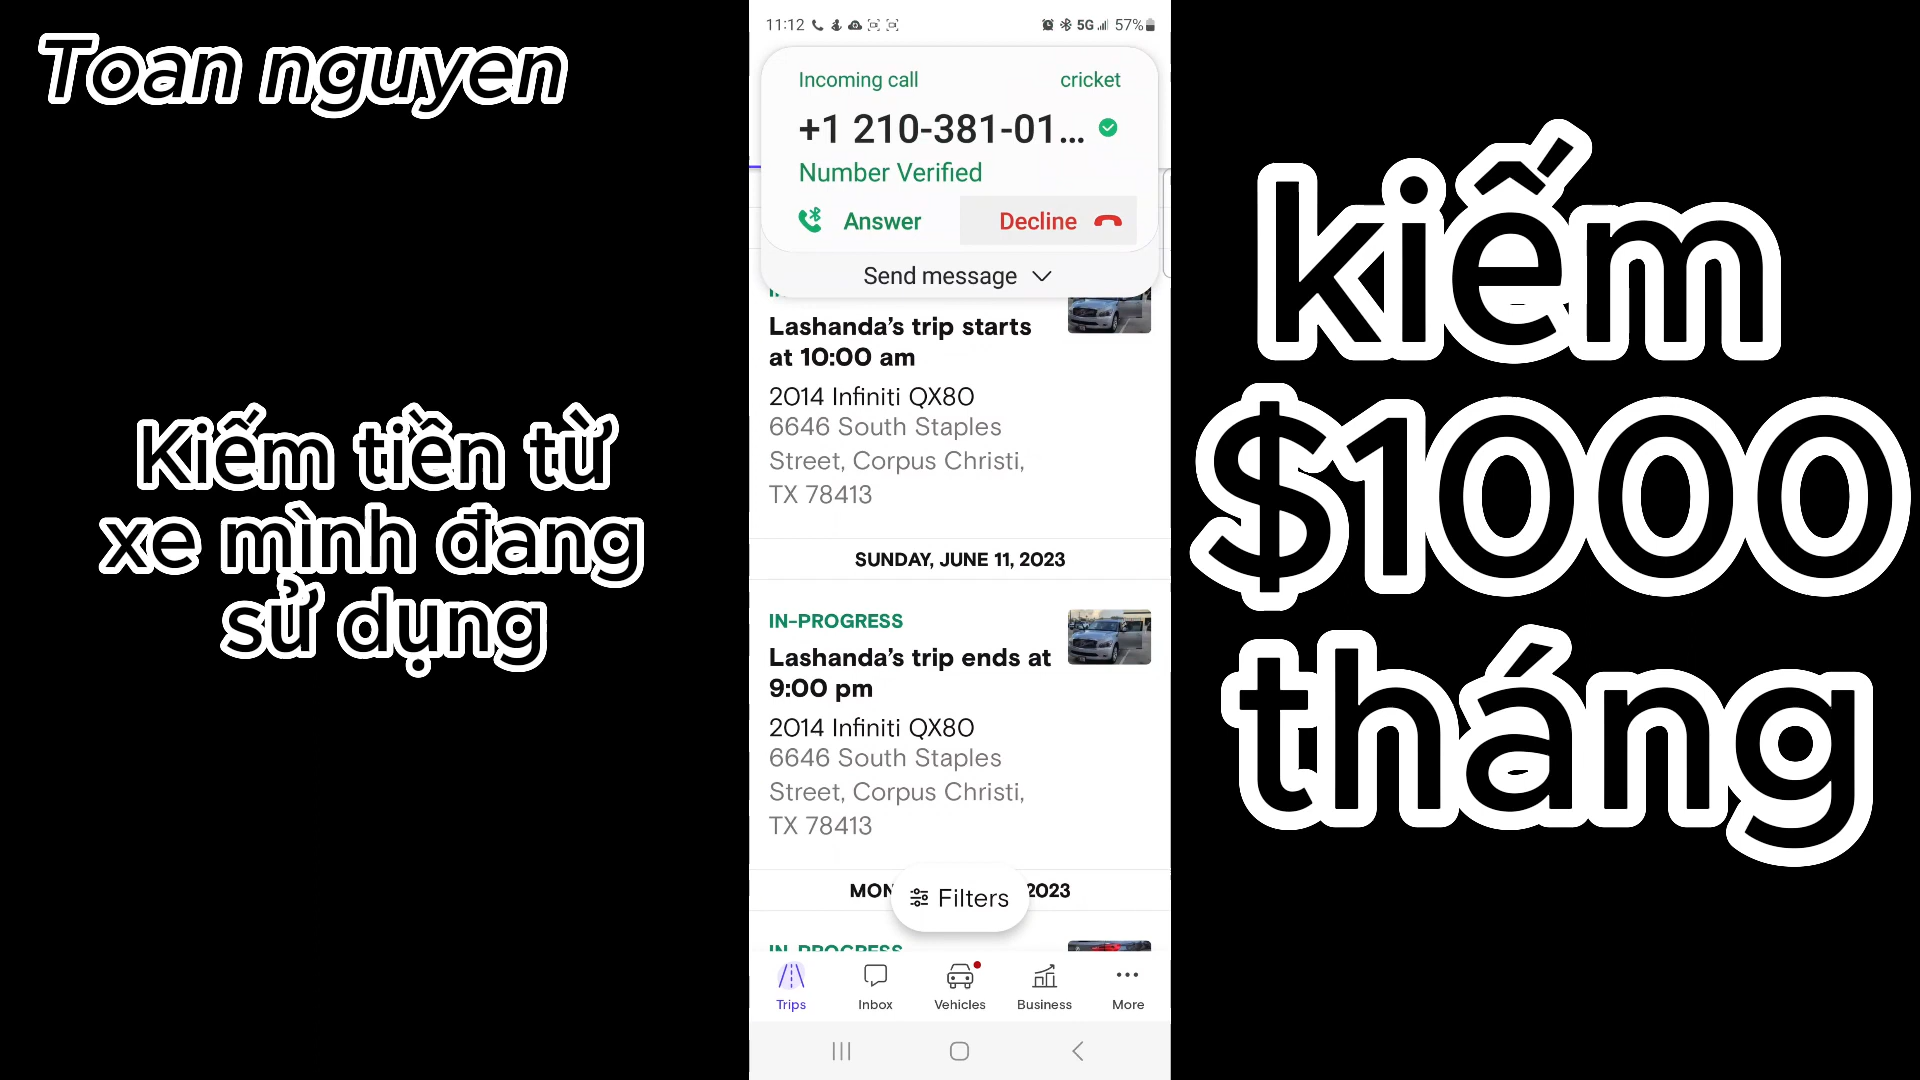 Toan nguyen
Kiếm tiền từ
xe mình đang
sử dụng
11:12
5G
57%
Incoming call
cricket
+1 210-381-01...
Number Verified
Answer
Decline
Send message
Lashanda’s trip starts
at 10:00 am
2014 Infiniti QX80
6646 South Staples
Street, Corpus Christi,
TX 78413
SUNDAY, JUNE 11, 2023
IN-PROGRESS
Lashanda’s trip ends at
9:00 pm
2014 Infiniti QX80
6646 South Staples
Street, Corpus Christi,
TX 78413
MON
2023
Filters
IN-PROGRESS
Trips
Inbox
Vehicles
Business
More
kiếm
$1000
tháng